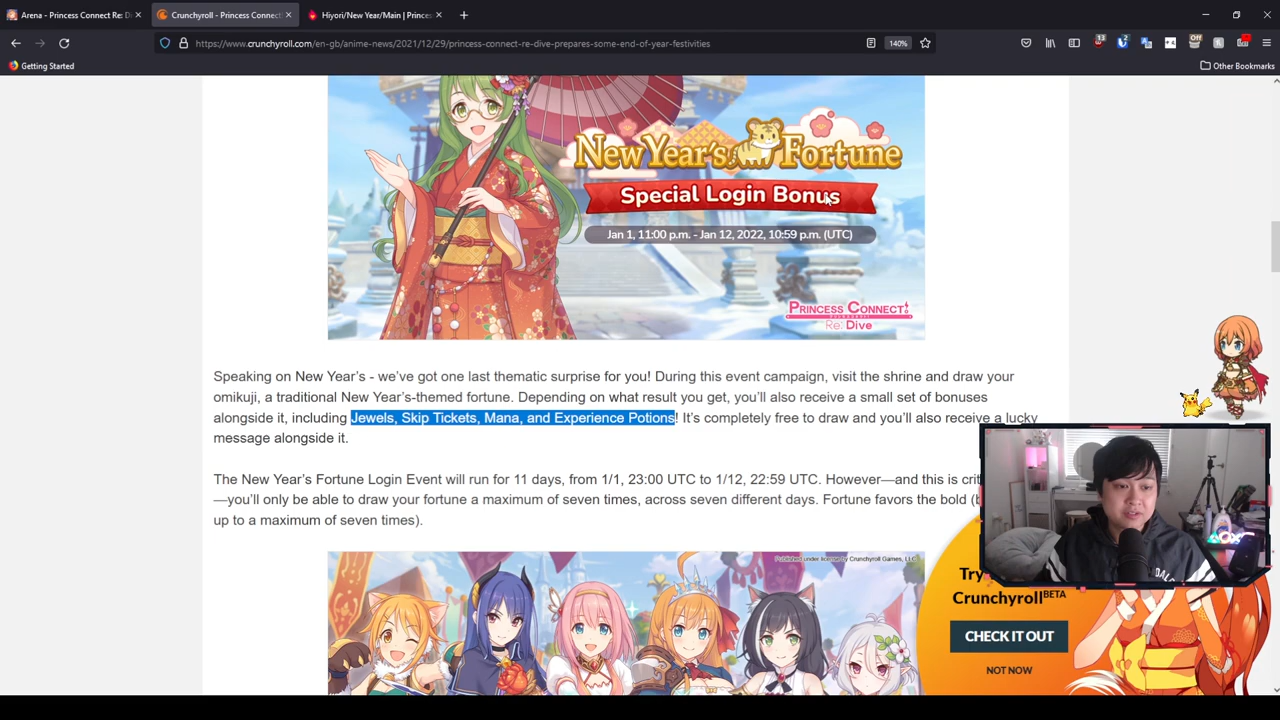 Arena - Princess Connect Re: Di
Crunchyroll - Princess Connect!
Hiyori/New Year/Main | Princes
https://www.crunchyroll.com/en-gb/anime-news/2021/12/29/princess-connect-re-dive-prepares-some-end-of-year-festivities
140%
13
2
Off
Getting Started
Other Bookmarks
New Year's Fortune
Special Login Bonus
Jan 1, 11:00 p.m. - Jan 12, 2022, 10:59 p.m. (UTC)
PRINCESS CONNECT!
Re: Dive
Speaking on New Year's - we've got one last thematic surprise for you! During this event campaign, visit the shrine and draw your
omikuji, a traditional New Year's-themed fortune. Depending on what result you get, you'll also receive a small set of bonuses
alongside it, including Jewels, Skip Tickets, Mana, and Experience Potions! It's completely free to draw and you'll also receive a lucky
message alongside it.
The New Year's Fortune Login Event will run for 11 days, from 1/1, 23:00 UTC to 1/12, 22:59 UTC. However—and this is crit
—you'll only be able to draw your fortune a maximum of seven times, across seven different days. Fortune favors the bold (b
up to a maximum of seven times).
Published under license by Crunchyroll Games, LLC
Try
Crunchyroll BETA
CHECK IT OUT
NOT NOW